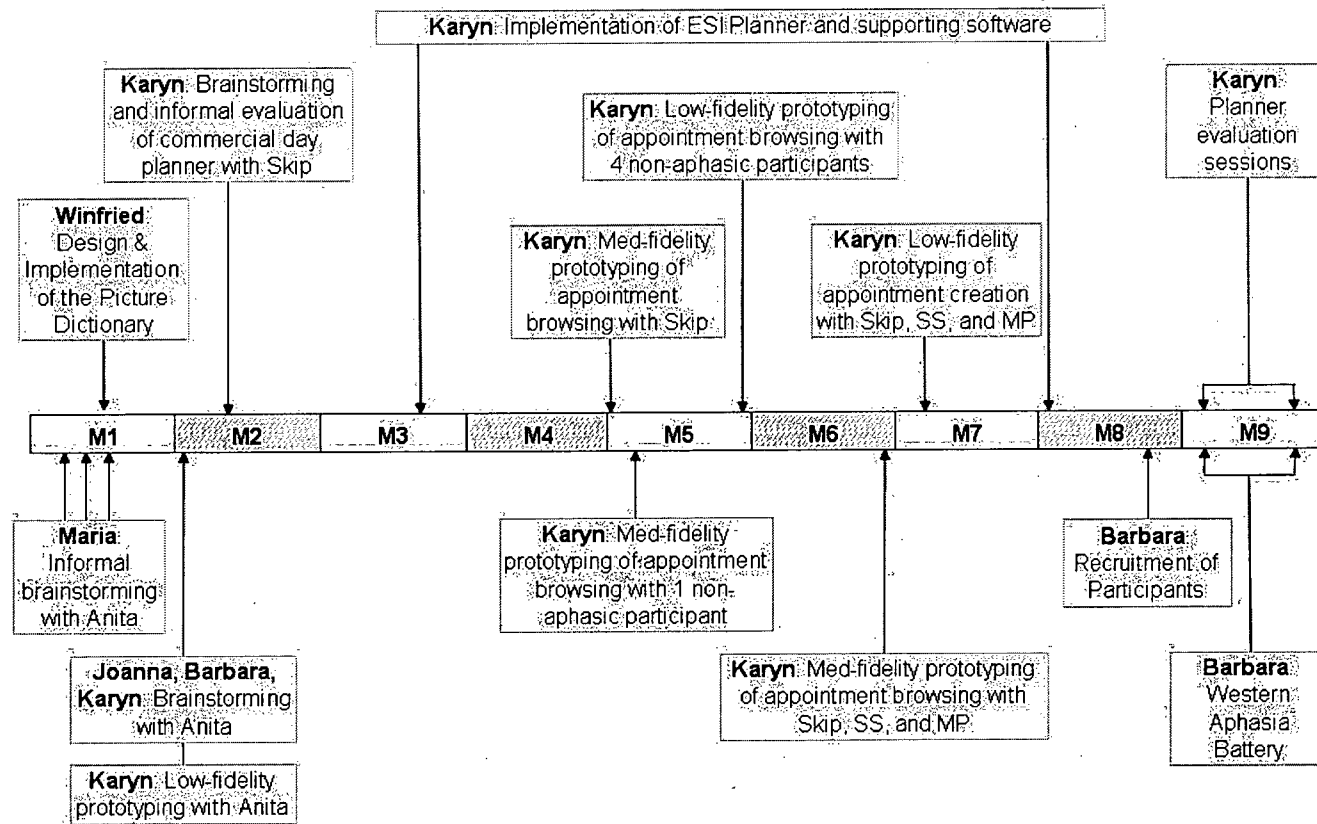 Karyn: Implementation of ESI Planner and supporting software
Karyn: Brainstorming
and informal evaluation
of commercial day
planner with Skip
Karyn: Low-fidelity prototyping
of appointment browsing with
4 non-aphasic participants
Karyn:
Planner
evaluation
sessions
Winfried:
Design &
Implementation
of the Picture
Dictionary
Karyn: Med-fidelity
prototyping of
appointment
browsing with Skip
Karyn: Low-fidelity
prototyping of
appointment creation
with Skip, SS, and MP
M1
M2
M3
M4
M5
M6
M7
M8
M9
Maria:
Informal
brainstorming
with Anita
Karyn: Med-fidelity
prototyping of appointment
browsing with 1 non-
aphasic participant
Barbara:
Recruitment of
Participants
Joanna, Barbara,
Karyn: Brainstorming
with Anita
Karyn: Med-fidelity prototyping
of appointment browsing with
Skip, SS, and MP
Barbara:
Western
Aphasia
Battery
Karyn: Low-fidelity
prototyping with Anita